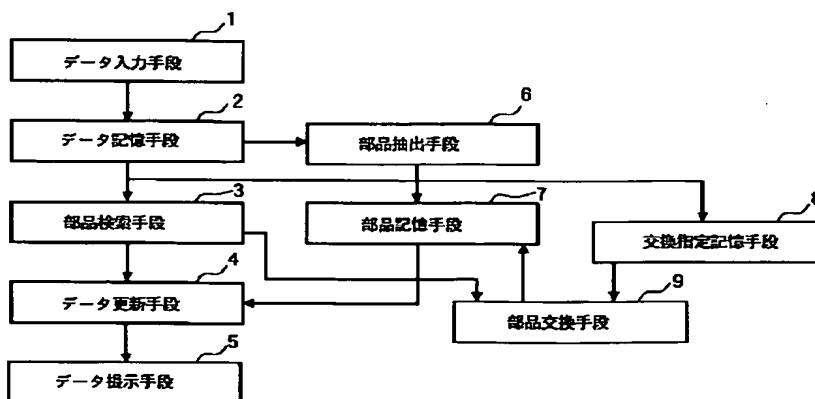 1
データ入力手段
2
データ記憶手段
6
部品抽出手段
3
部品検索手段
7
部品記憶手段
8
交換指定記憶手段
4
データ更新手段
9
部品交換手段
5
データ提示手段